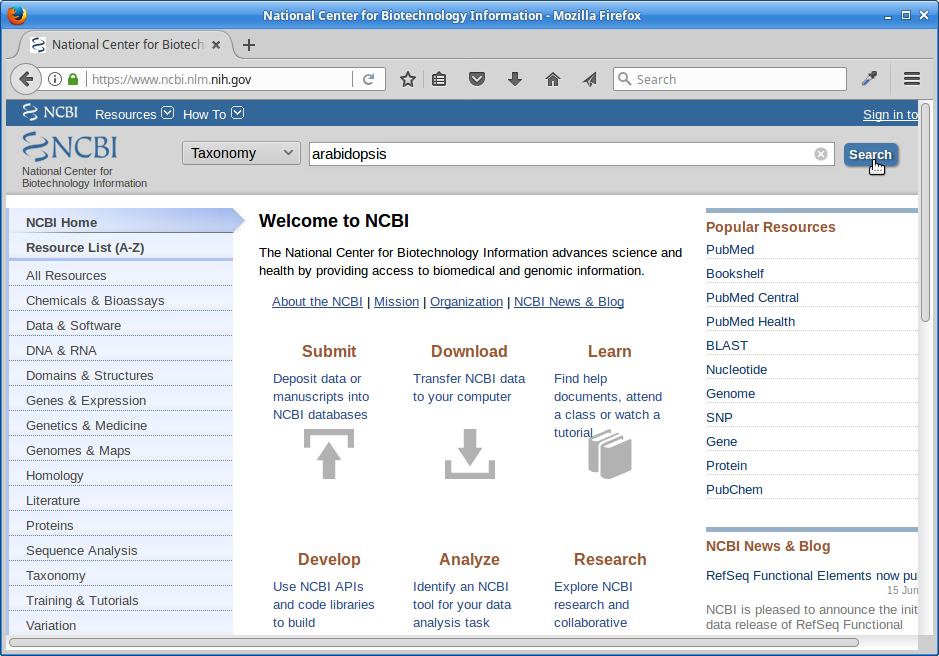 National Center for Biotechnology Information - Mozilla Firefox
National Center for Biotech
https://www.ncbi.nlm.nih.gov
Search
NCBI Resources How To Sign in to
NCBI
National Center for
Biotechnology Information
Taxonomy
arabidopsis
Search
NCBI Home
Resource List (A-Z)
All Resources
Chemicals & Bioassays
Data & Software
DNA & RNA
Domains & Structures
Genes & Expression
Genetics & Medicine
Genomes & Maps
Homology
Literature
Proteins
Sequence Analysis
Taxonomy
Training & Tutorials
Variation
Welcome to NCBI
The National Center for Biotechnology Information advances science and
health by providing access to biomedical and genomic information.
About the NCBI | Mission | Organization | NCBI News & Blog
Submit
Deposit data or
manuscripts into
NCBI databases
Download
Transfer NCBI data
to your computer
Learn
Find help
documents, attend
a class or watch a
tutorial
Develop
Use NCBI APIs
and code libraries
to build
Analyze
Identify an NCBI
tool for your data
analysis task
Research
Explore NCBI
research and
collaborative
Popular Resources
PubMed
Bookshelf
PubMed Central
PubMed Health
BLAST
Nucleotide
Genome
SNP
Gene
Protein
PubChem
NCBI News & Blog
RefSeq Functional Elements now pu
15 Jun
NCBI is pleased to announce the init
data release of RefSeq Functional